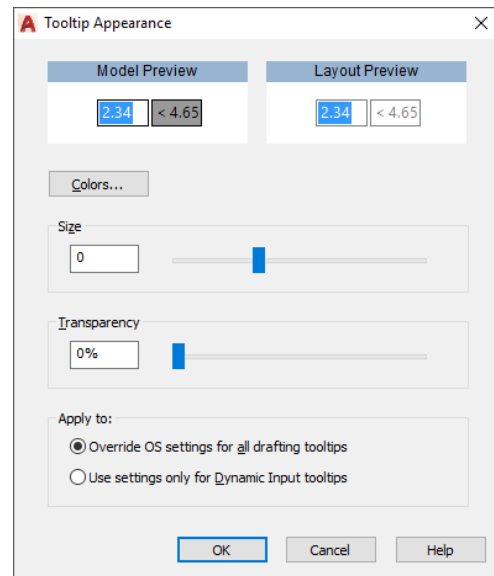 Tooltip Appearance
Model Preview
Layout Preview
2.34 < 4.65
2.34 < 4.65
Colors...
Size
0
Transparency
0%
Apply to:
Override OS settings for all drafting tooltips
Use settings only for Dynamic Input tooltips
OK Cancel Help